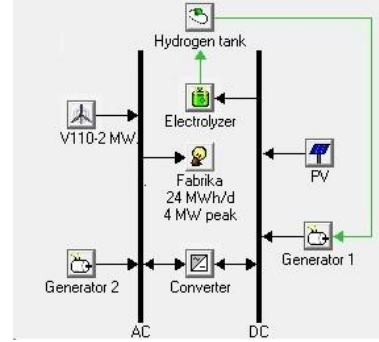 Hydrogen tank
Electrolyzer
V110-2 MW.
Fabrika
24 MWh/d
4 MW peak
PV
Generator 1
Generator 2
Converter
AC
DC